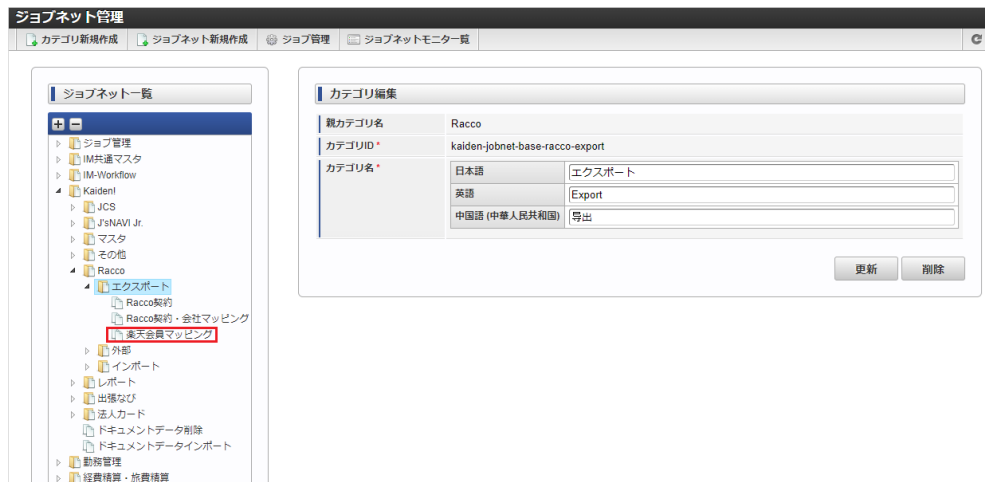 ジョブネット管理
カテゴリ新規作成 ジョブネット新規作成 ジョブ管理 ジョブネットモニター覧
ジョブネット一覧
ジョブ管理
IM共通マスタ
IM-Workflow
Kaiden!
JCS
J'sNAVI Jr.
マスタ
その他
Racco
エクスポート
Racco契約
Racco契約・会社マッピング
楽天会員マッピング
外部
インポート
レポート
出張なび
法人カード
ドキュメントデータ削除
ドキュメントデータインポート
勤務管理
経費精算・旅費精算
カテゴリ編集
親カテゴリ名 Racco
カテゴリID * kaiden-jobnet-base-racco-export
カテゴリ名 *
日本語 エクスポート
英語 Export
中国語 (中華人民共和国) 导出
更新 削除